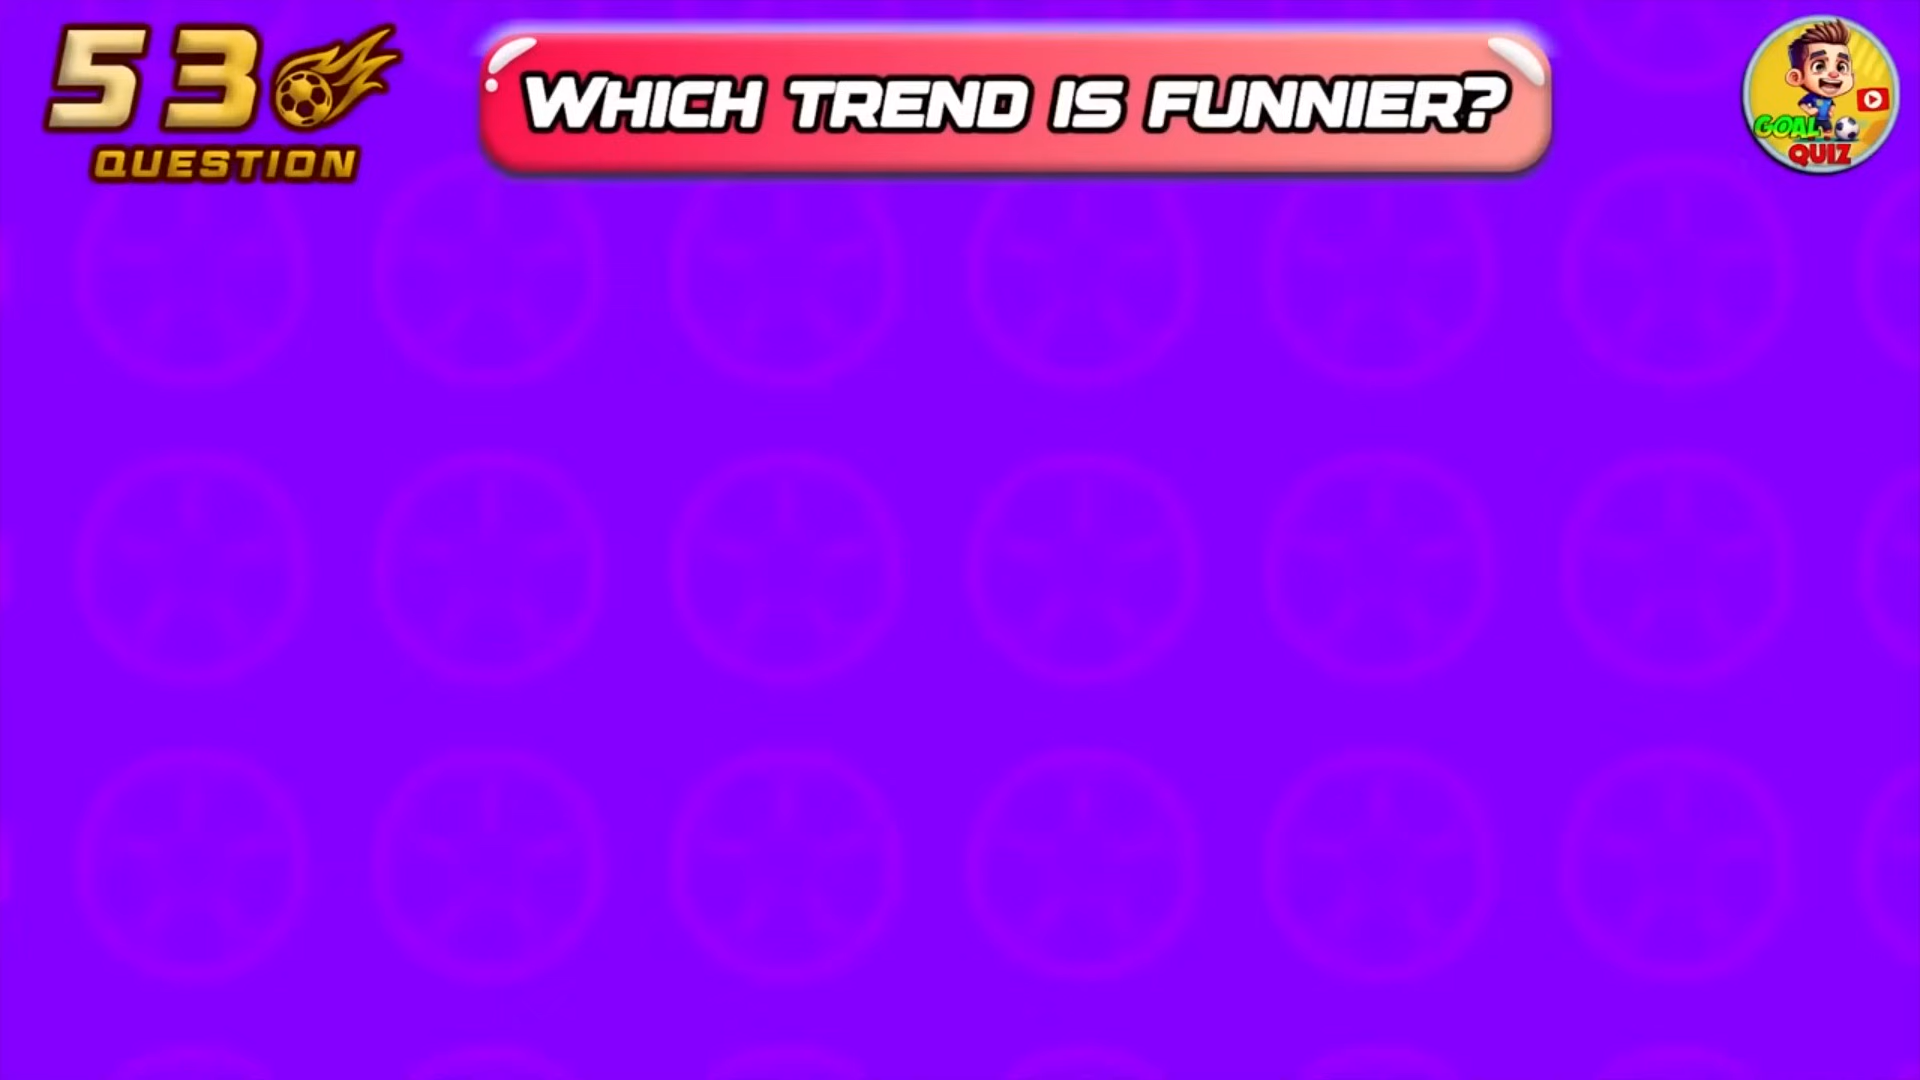 53
QUESTION
WHICH TREND IS FUNNIER?
GOAL
QUIZ